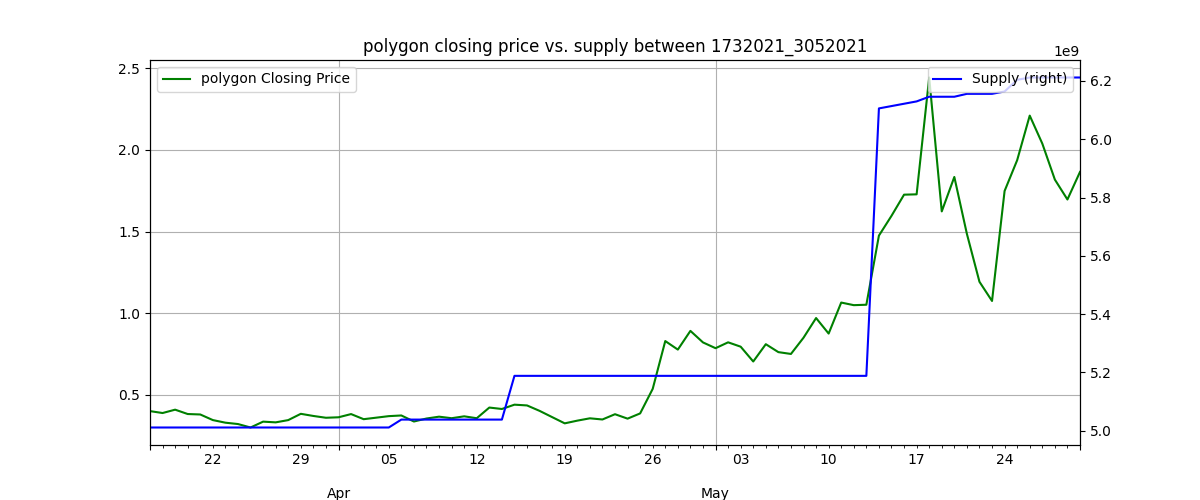 polygon closing price vs. supply between 1732021_3052021
1e9
polygon Closing Price
Supply (right)
2.5
2.0
1.5
1.0
0.5
6.2
6.0
5.8
5.6
5.4
5.2
5.0
22 29 05 12 19 26 03 10 17 24
Apr May